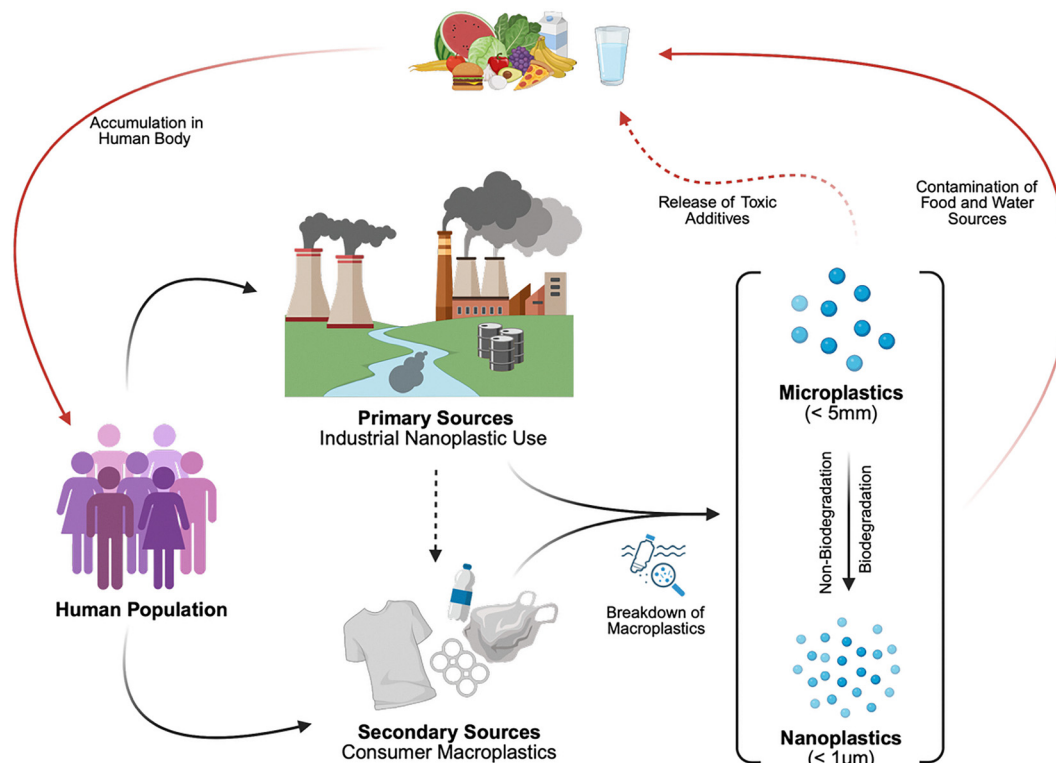 Accumulation in
Human Body
Release of Toxic
Additives
Contamination of
Food and Water
Sources
Primary Sources
Industrial Nanoplastic Use
Microplastics
(< 5mm)
Non-Biodegradation
Biodegradation
Human Population
Breakdown of
Macroplastics
Secondary Sources
Consumer Macroplastics
Nanoplastics
(< 1μm)